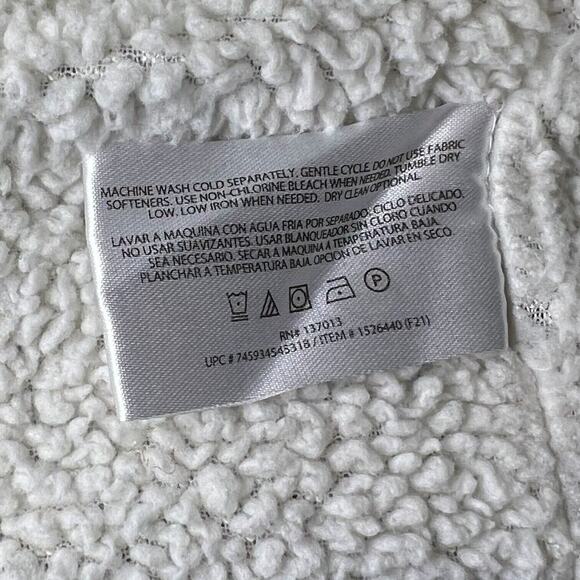 MACHINE WASH COLD SEPARATELY. GENTLE CYCLE. DO NOT USE FABRIC
SOFTENERS. USE NON-CHLORINE BLEACH WHEN NEEDED. TUMBLE DRY
LOW. LOW IRON WHEN NEEDED. DRY CLEAN OPTIONAL.
LAVAR A MAQUINA CON AGUA FRIA POR SEPARADO: CICLO DELICADO.
NO USAR SUAVIZANTES. USAR BLANQUEADOR SIN CLORO CUANDO
SEA NECESARIO. SECAR A MAQUINA A TEMPERATURA BAJA.
PLANCHAR A TEMPERATURA BAJA. OPCION DE LAVAR EN SECO.
P
RN# 137013
UPC # 745934545318 / ITEM # 1526440 (F21)